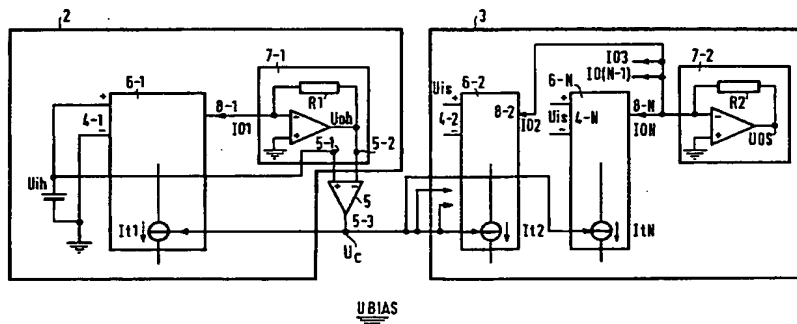 2
3
7-1
6-1
+
4-1
-
8-1
IO1
R1
-
+
Uoh
5-1
5-2
+ -
5
5-3
Uih
It1
Uc
Uis
+
4-2
-
6-2
8-2
IO2
It2
6-N
Uis
+
-
4-N
ItN
IO3
IO(N-1)
8-N
ION
7-2
R2
-
+
UOS
UBIAS